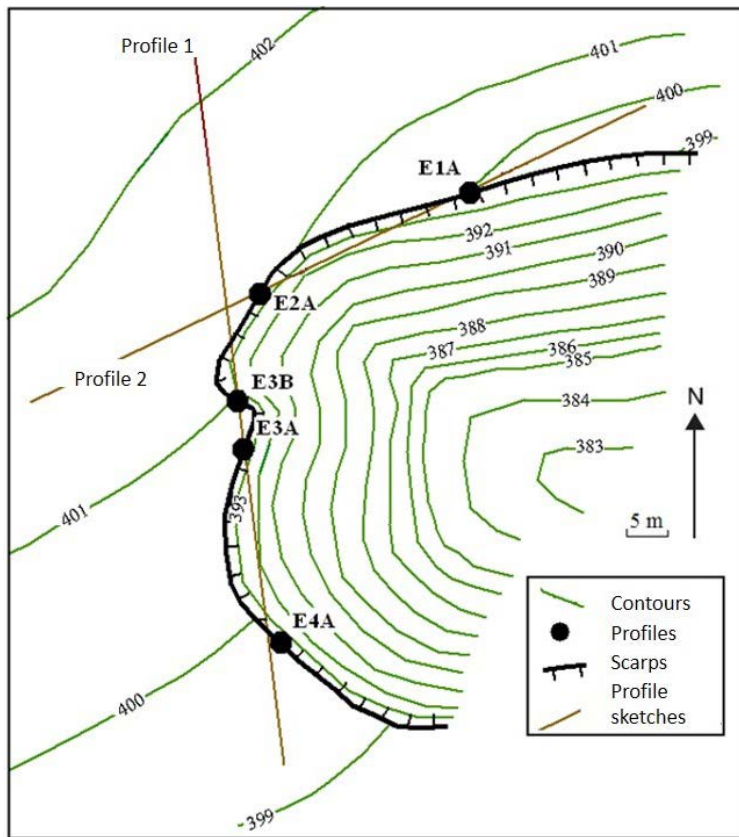 Profile 1
402
401
400
399
E1A
392
391
390
389
E2A
388
387
386
385
Profile 2
E3B
384
N
E3A
383
393
401
5 m
E4A
Contours
Profiles
Scarps
Profile
sketches
400
399